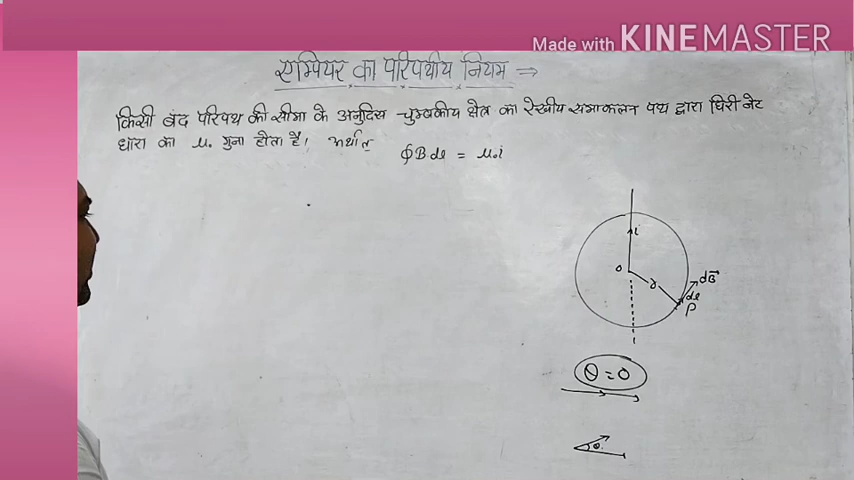 Made with KINEMASTER
एम्पियर का परिपथीय नियम ⇒
किसी बंद परिपथ की सीमा के अनुदिश चुम्बकीय क्षेत्र का रेखीय समाकलन पथ द्वारा घिरी नेट
धारा का μ₀ गुना होता है। अर्थात्
∮B dl = μ₀i
i
o
r
dB⃗
dl
P
θ = 0
θ